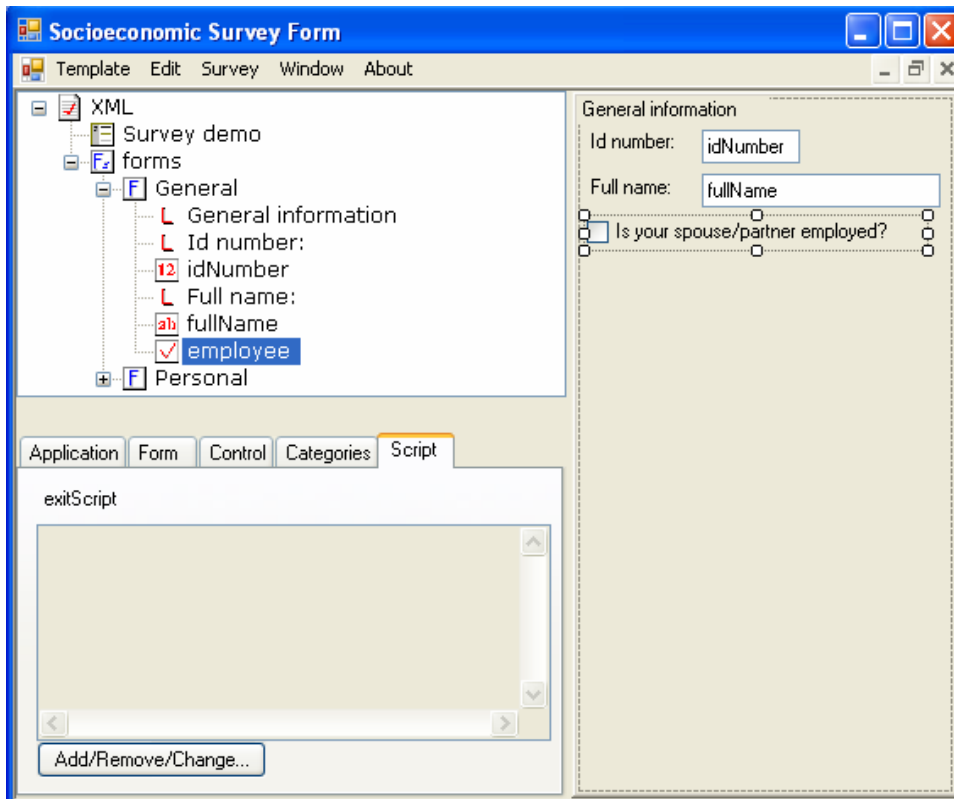 Socioeconomic Survey Form
Template Edit Survey Window About
XML
Survey demo
forms
General
General information
Id number:
idNumber
Full name:
fullName
employee
Personal
Application Form Control Categories Script
exitScript
Add/Remove/Change...
General information
Id number: idNumber
Full name: fullName
Is your spouse/partner employed?